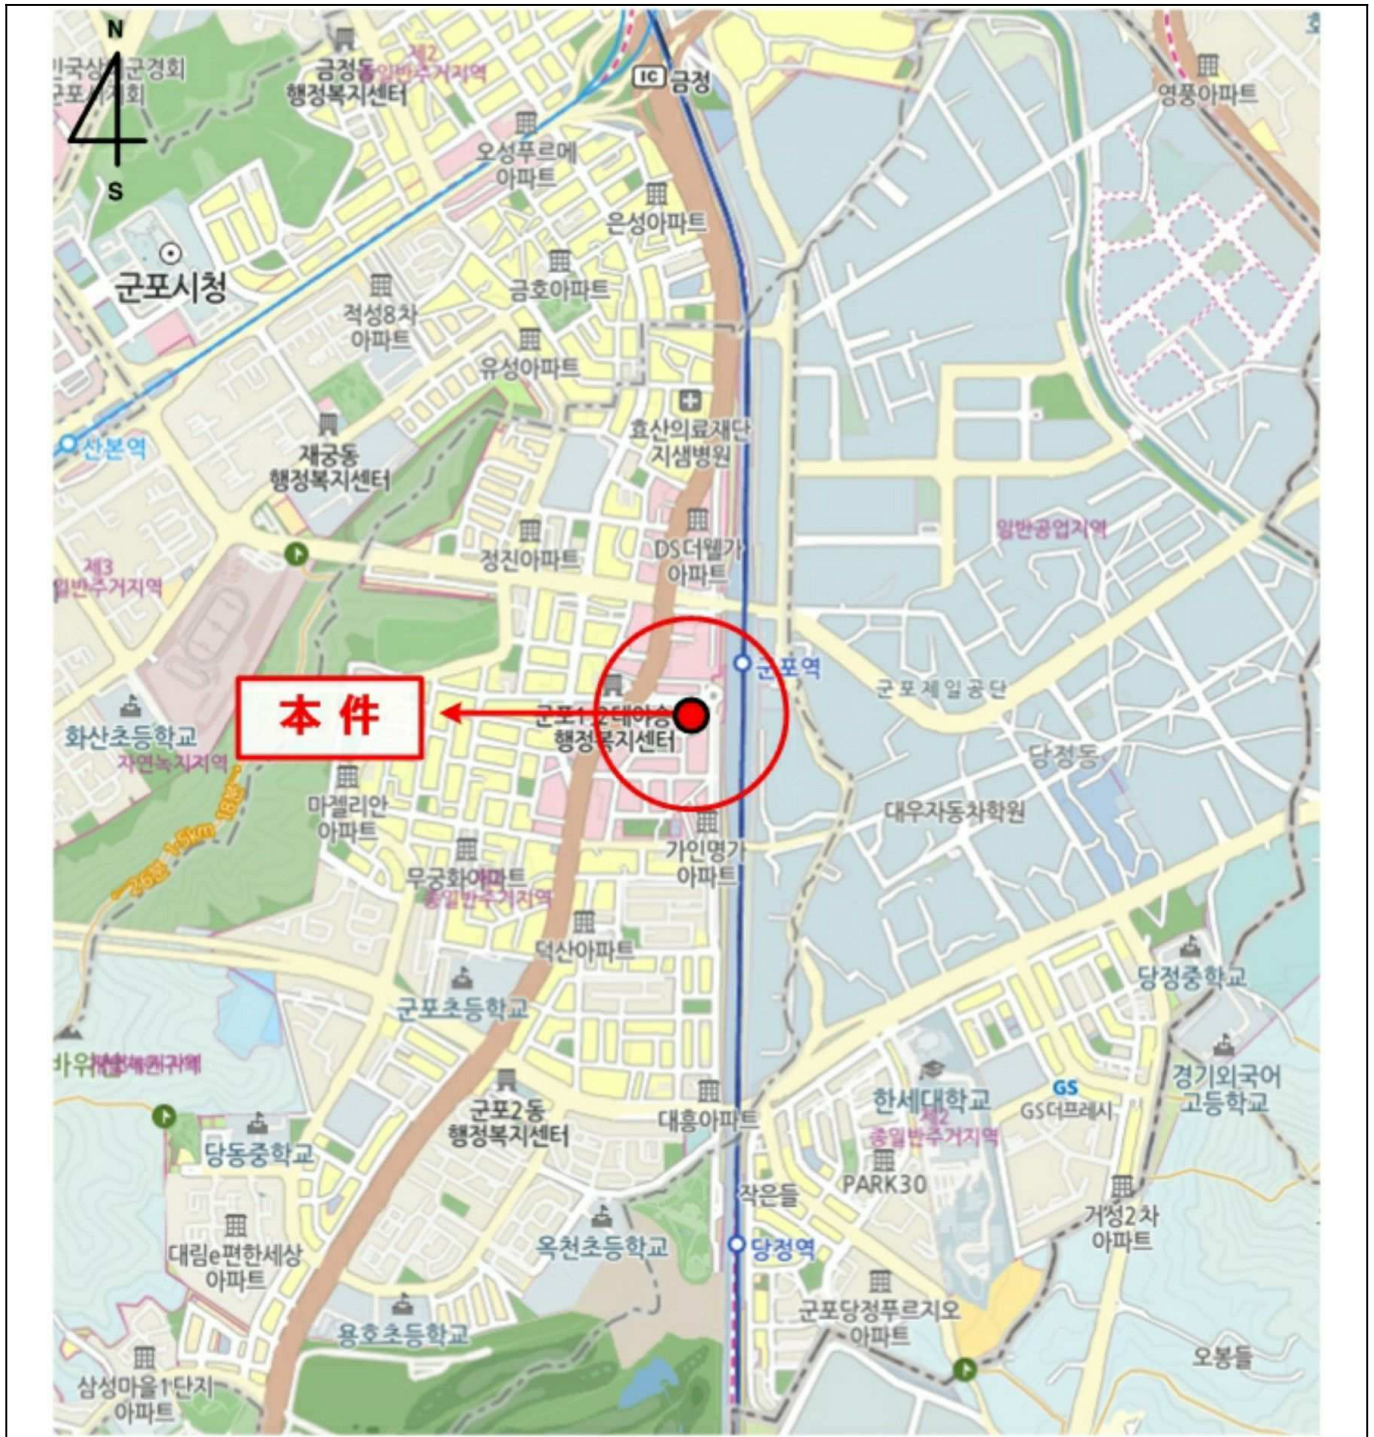 N
S
금정동
행정복지센터
제2
종일반주거지역
IC
금정
영풍아파트
오성푸르메
아파트
은성아파트
군포시청
금호아파트
적성8차
아파트
유성아파트
산본역
재궁동
행정복지센터
효산의료재단
지샘병원
정진아파트
DS더웰가
아파트
일반공업지역
제3
일반주거지역
군포역
군포제일공단
本 件
행정복지센터
화산초등학교
자연녹지지역
당정동
마젤리안
아파트
대우자동차학원
가인명가
아파트
무궁화아파트
종일반주거지역
덕산아파트
군포초등학교
당정중학교
경기외국어
고등학교
한세대학교
제2
종일반주거지역
GS
GS더프레시
군포2동
행정복지센터
대흥아파트
당동중학교
PARK30
작은들
거성2차
아파트
대림e편한세상
아파트
옥천초등학교
당정역
군포당정푸르지오
아파트
용호초등학교
오봉들
삼성마을1단지
아파트